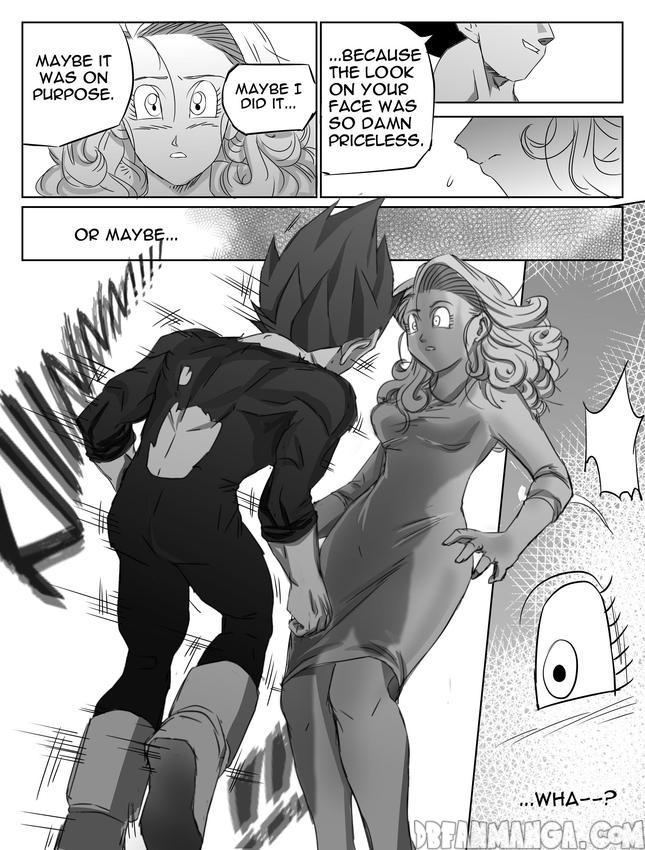 MAYBE IT
WAS ON
PURPOSE.
MAYBE I
DID IT...
...BECAUSE
THE LOOK
ON YOUR
FACE WAS
SO DAMN
PRICELESS.
OR MAYBE...
...WHA--?
DBFANMANGA.COM